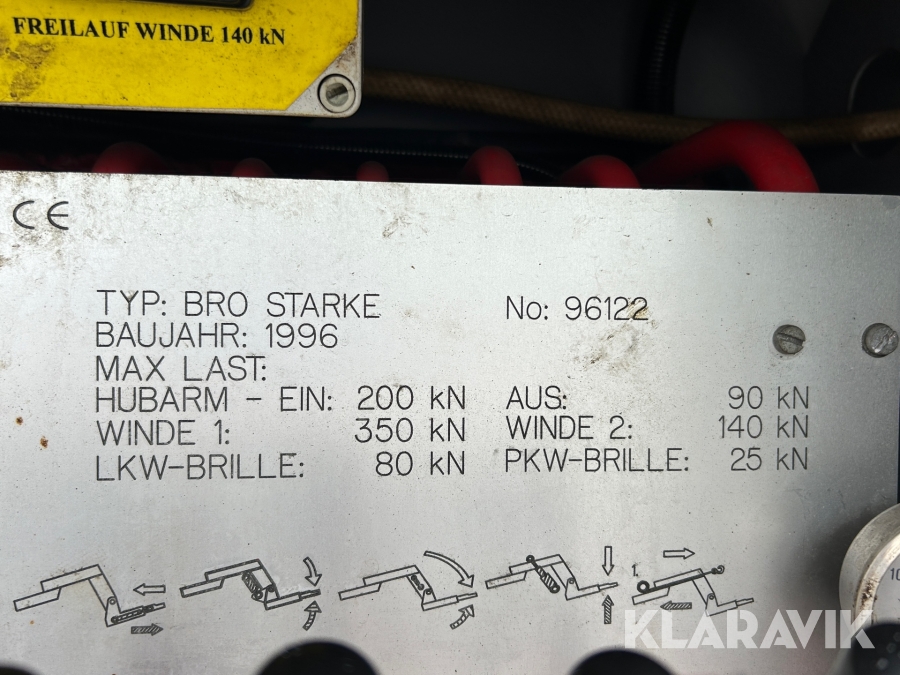 FREILAUF WINDE 140 kN
CE
TYP: BRO STARKE No: 96122
BAUJAHR: 1996
MAX LAST:
HUBARM - EIN: 200 kN AUS: 90 kN
WINDE 1: 350 kN WINDE 2: 140 kN
LKW-BRILLE: 80 kN PKW-BRILLE: 25 kN
10
KLARAVIK